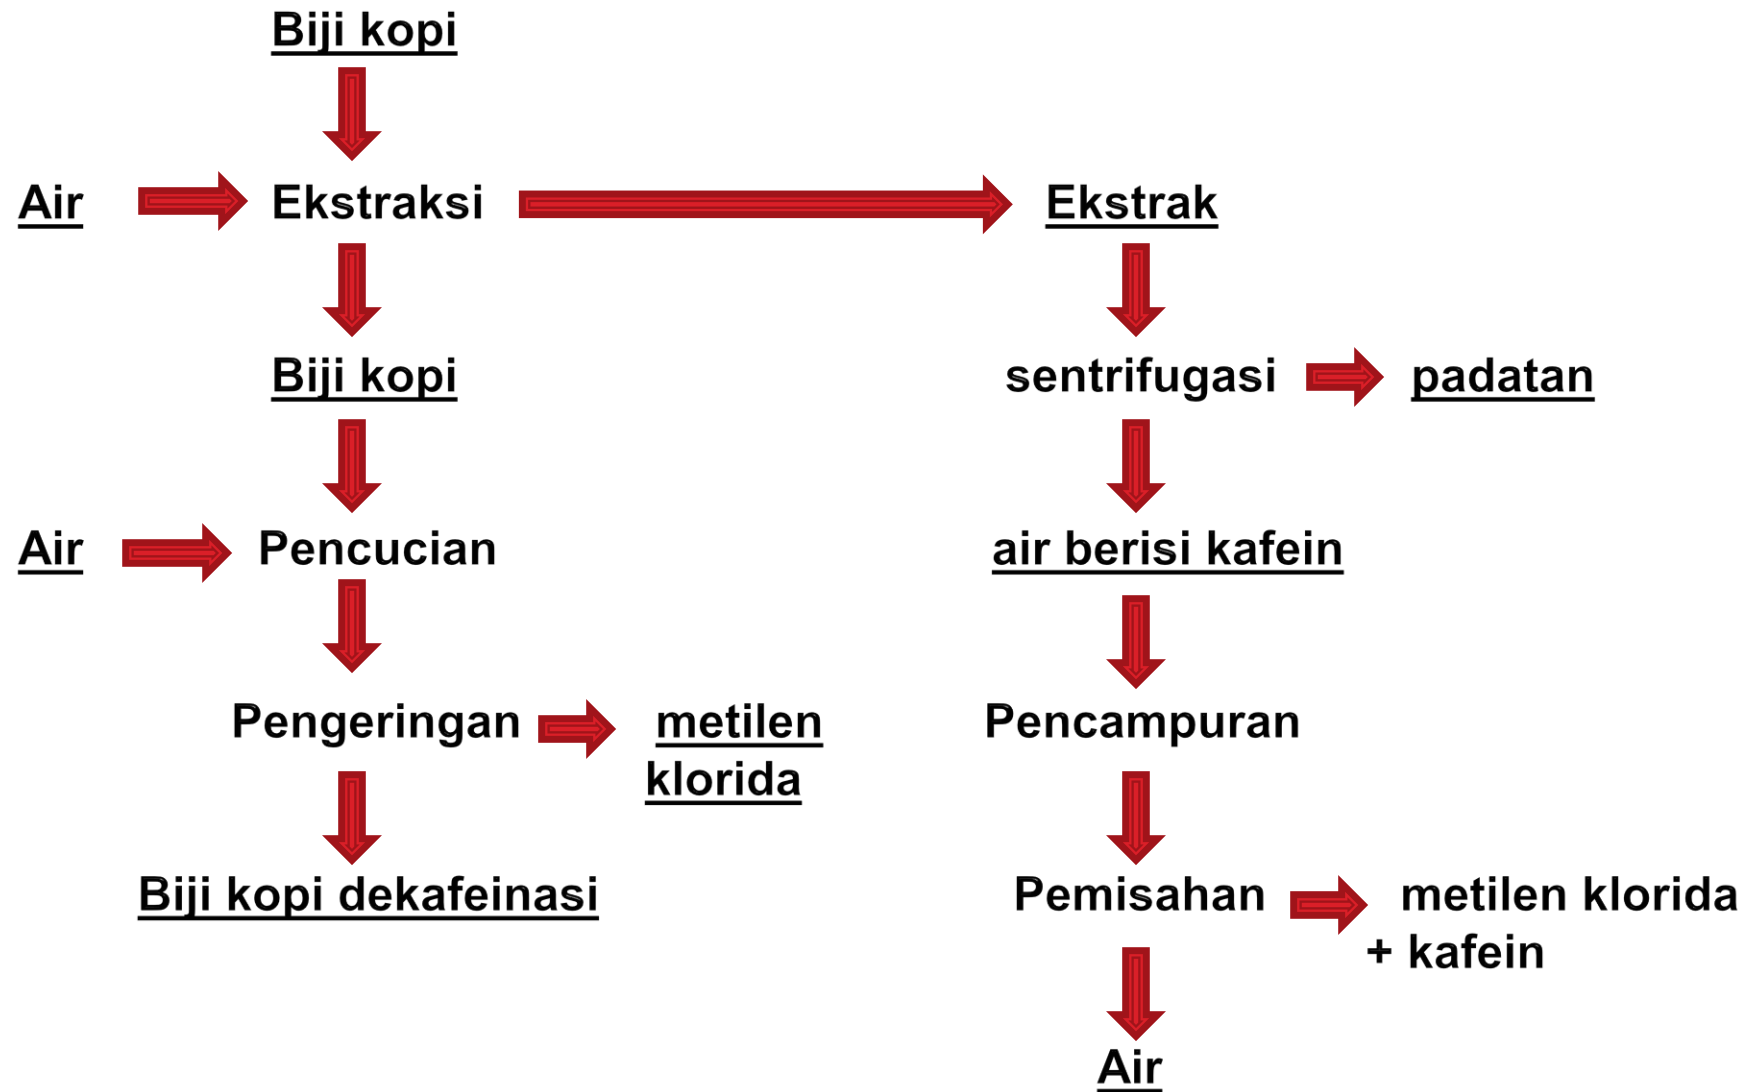 Biji kopi
Air
Ekstraksi
Ekstrak
Biji kopi
sentrifugasi
padatan
Air
Pencucian
air berisi kafein
Pengeringan
metilen
klorida
Pencampuran
Biji kopi dekafeinasi
Pemisahan
metilen klorida
+ kafein
Air